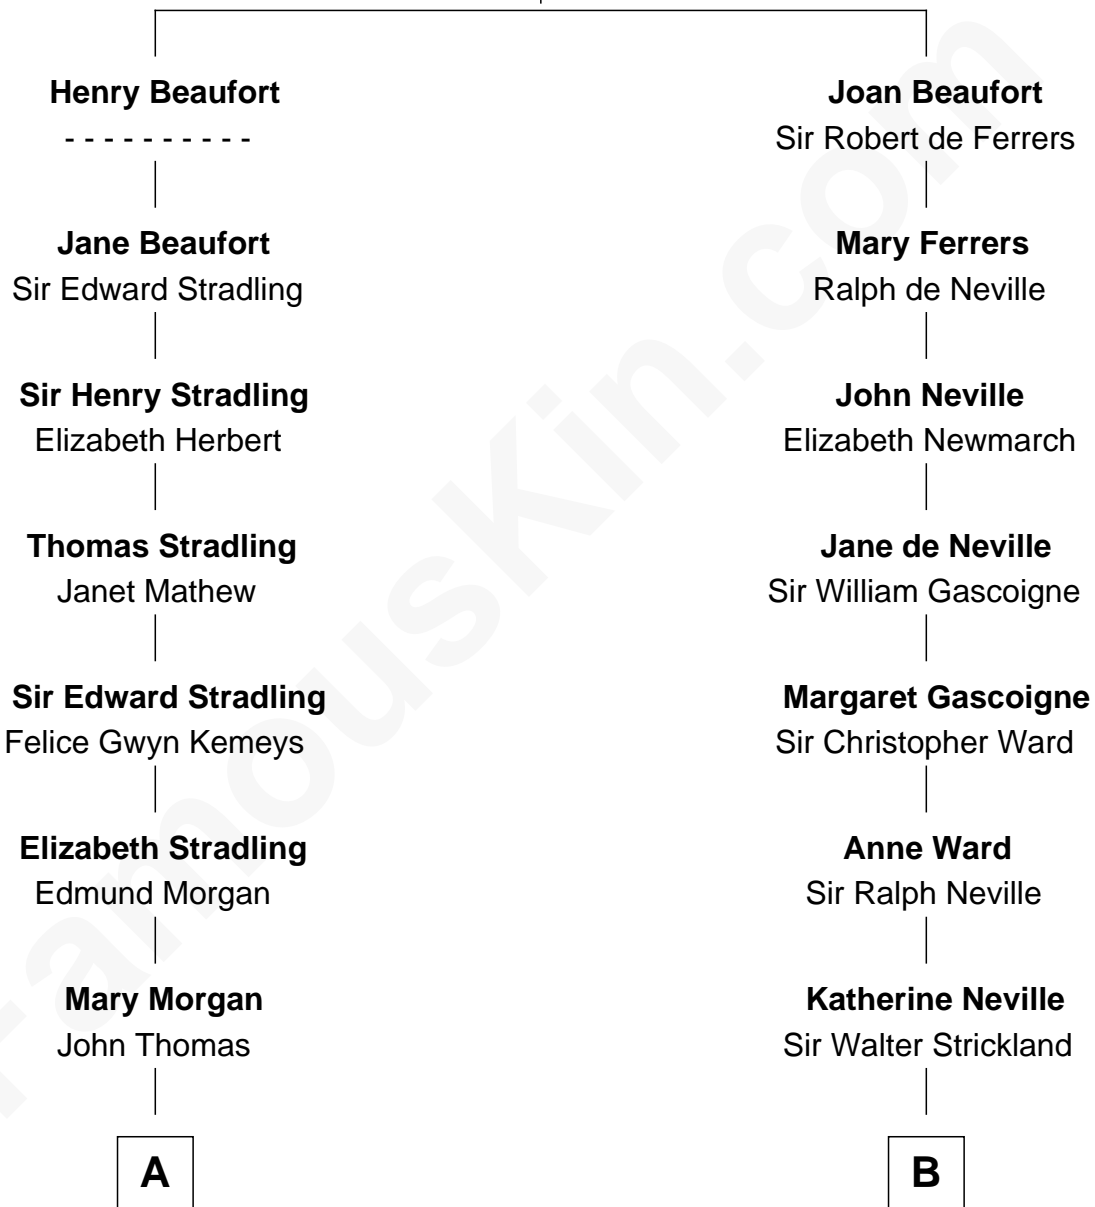 Henry Beaufort
- - - - - - - - - -
Jane Beaufort
Sir Edward Stradling
Sir Henry Stradling
Elizabeth Herbert
Thomas Stradling
Janet Mathew
Sir Edward Stradling
Felice Gwyn Kemeys
Elizabeth Stradling
Edmund Morgan
Mary Morgan
John Thomas
A
Joan Beaufort
Sir Robert de Ferrers
Mary Ferrers
Ralph de Neville
John Neville
Elizabeth Newmarch
Jane de Neville
Sir William Gascoigne
Margaret Gascoigne
Sir Christopher Ward
Anne Ward
Sir Ralph Neville
Katherine Neville
Sir Walter Strickland
B
FamousKin.com